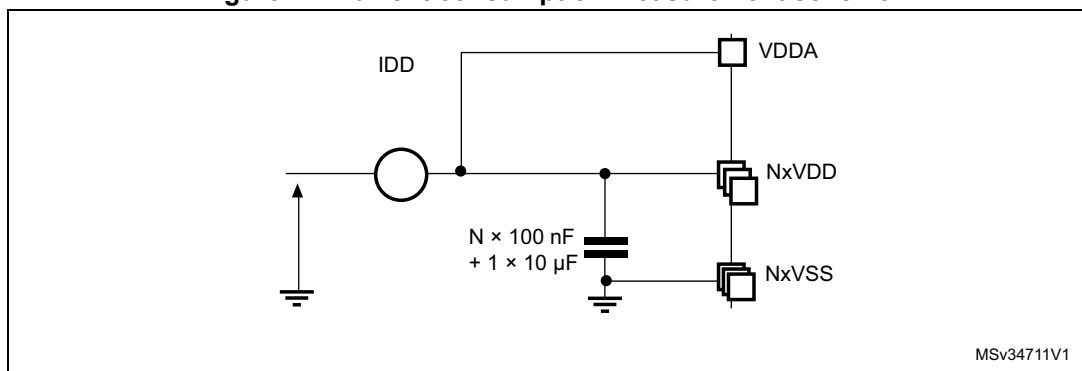 IDD
VDDA
NxVDD
N × 100 nF
+ 1 × 10 µF
NxVSS
MSv34711V1